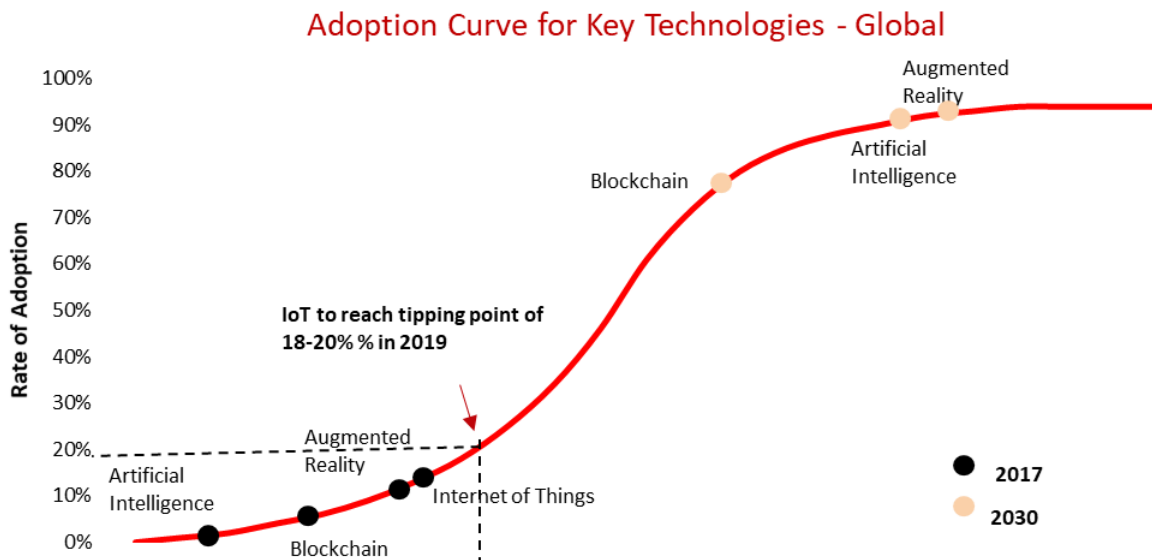 Adoption Curve for Key Technologies - Global
Rate of Adoption
100%
90%
80%
70%
60%
50%
40%
30%
20%
10%
0%
Augmented
Reality
Artificial
Intelligence
Blockchain
IoT to reach tipping point of
18-20% % in 2019
Augmented
Reality
Artificial
Intelligence
Internet of Things
Blockchain
2017
2030